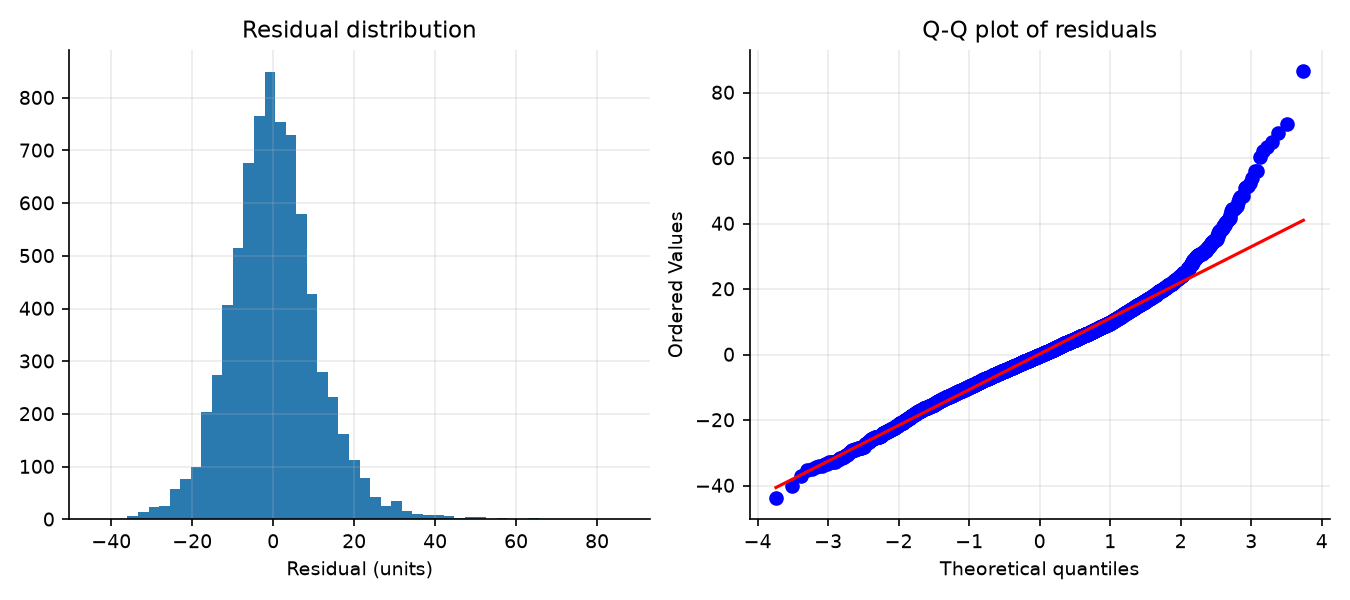 Residual distribution
800
700
600
500
400
300
200
100
0
−40 −20 0 20 40 60 80
Residual (units)
Q-Q plot of residuals
Ordered Values
80
60
40
20
0
−20
−40
−4 −3 −2 −1 0 1 2 3 4
Theoretical quantiles